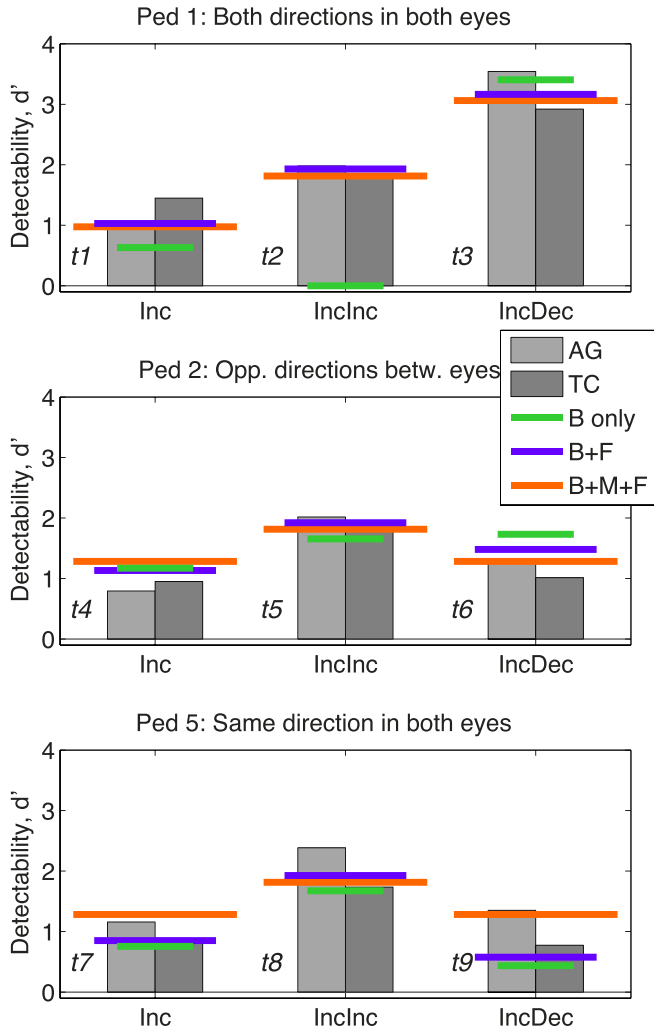 Ped 1: Both directions in both eyes
4
3
2
1
0
Detectability, d’
t1
t2
t3
Inc
IncInc
IncDec
Ped 2: Opp. directions betw. eyes
4
3
2
1
0
Detectability, d’
AG
TC
B only
B+F
B+M+F
t4
t5
t6
Inc
IncInc
IncDec
Ped 5: Same direction in both eyes
4
3
2
1
0
Detectability, d’
t7
t8
t9
Inc
IncInc
IncDec